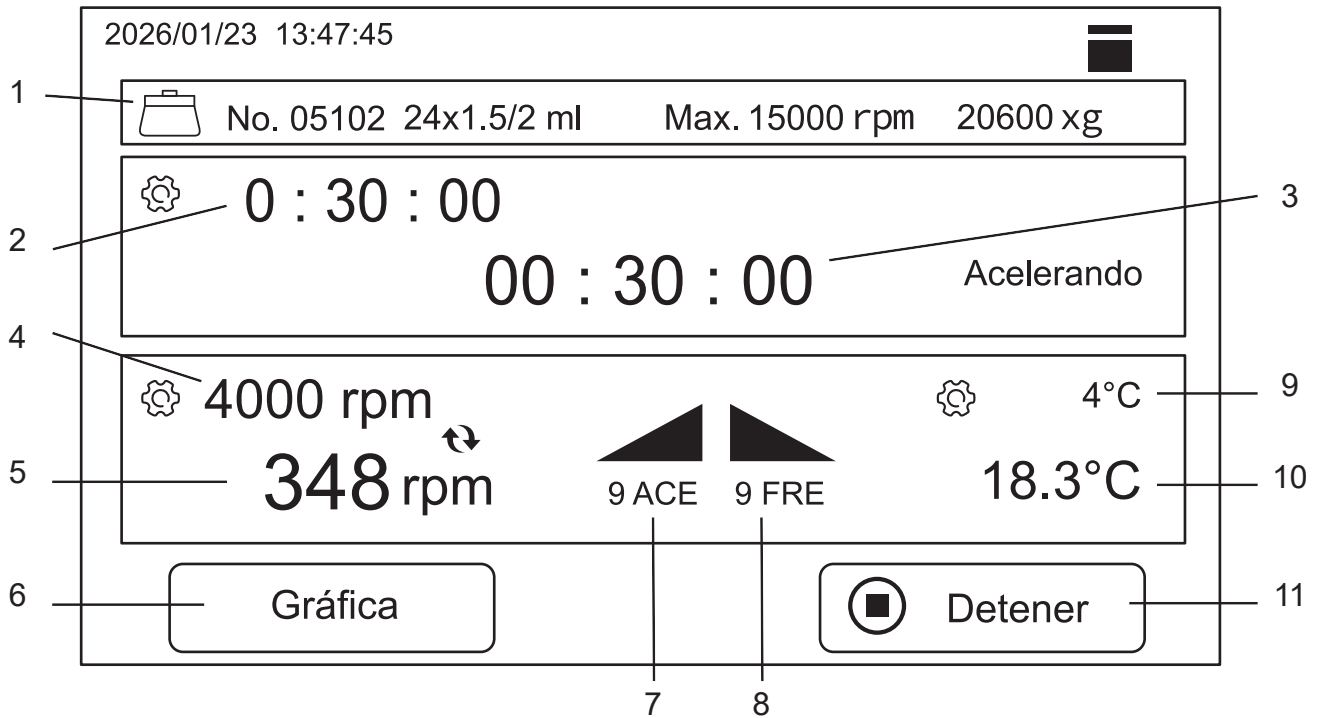 2026/01/23 13:47:45
1
No. 05102 24x1.5/2 ml Max. 15000 rpm 20600 xg
0 : 30 : 00
3
2
00 : 30 : 00
Acelerando
4
4000 rpm
4°C
9
5
348 rpm
9 ACE
9 FRE
18.3°C
10
6
Gráfica
Detener
11
7
8